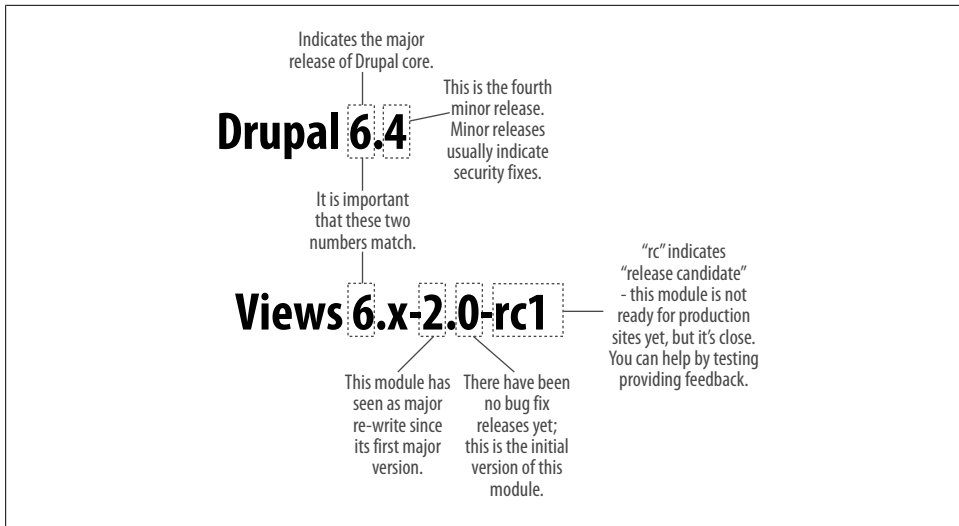 Indicates the major
release of Drupal core.
This is the fourth
minor release.
Minor releases
usually indicate
security fixes.
Drupal 6.4
It is important
that these two
numbers match.
“rc” indicates
“release candidate”
- this module is not
ready for production
sites yet, but it’s close.
You can help by testing
providing feedback.
Views 6.x-2.0-rc1
This module has
seen as major
re-write since
its first major
version.
There have been
no bug fix
releases yet;
this is the initial
version of this
module.